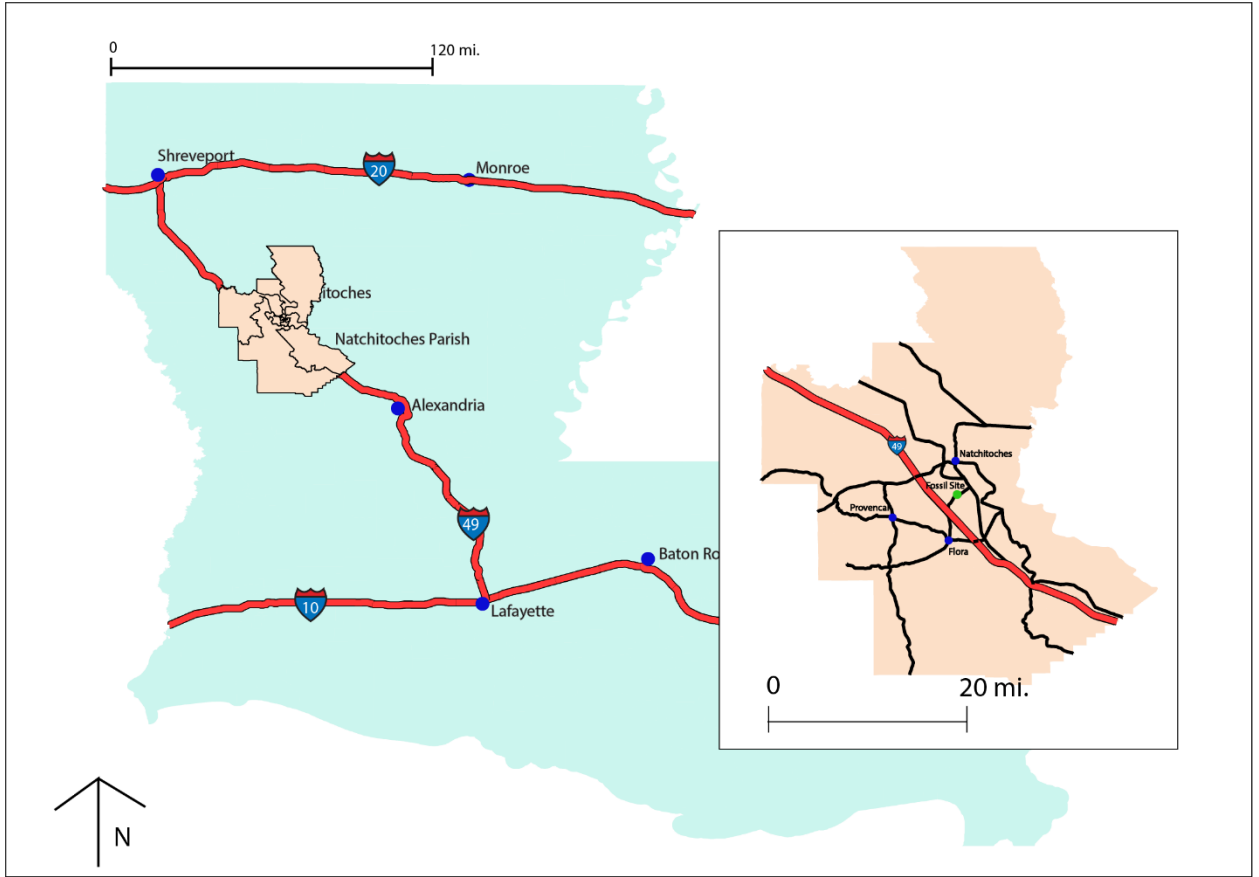 0 120 mi.
Shreveport
20
Monroe
itoches
Natchitoches Parish
Alexandria
49
Baton Ro
10
Lafayette
49
Natchitoches
Fossil Site
Provencal
Flora
0 20 mi.
N